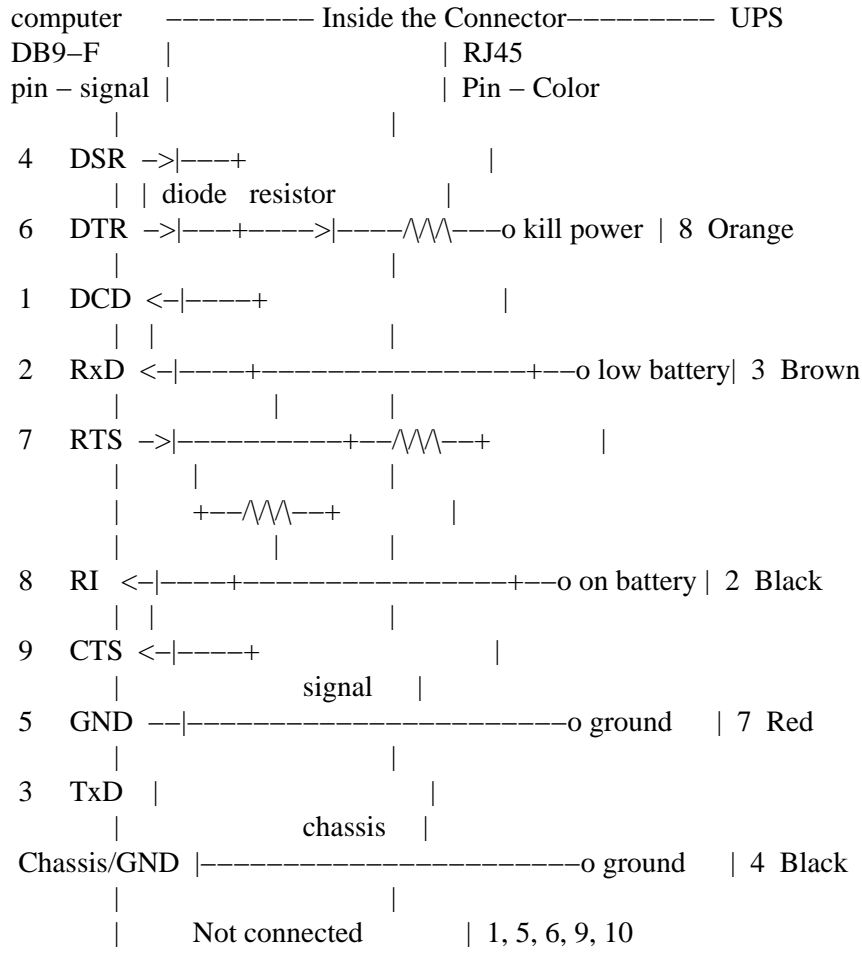 computer −−−−−−−−− Inside the Connector−−−−−−−−− UPS
DB9−F | | RJ45
pin − signal | | Pin − Color
| |
4 DSR −>|−−−+ |
| | diode resistor |
6 DTR −>|−−−+−−−−>|−−−−/\/\/\−−−o kill power | 8 Orange
| |
1 DCD <−|−−−−+ |
| | |
2 RxD <−|−−−−+−−−−−−−−−−−−−−−−+−−o low battery| 3 Brown
| | |
7 RTS −>|−−−−−−−−−−+−−/\/\/\−−+ |
| | |
| +−−/\/\/\−−+ |
| | |
8 RI <−|−−−−+−−−−−−−−−−−−−−−−+−−o on battery | 2 Black
| | |
9 CTS <−|−−−−+ |
| signal |
5 GND −−|−−−−−−−−−−−−−−−−−−−−−−−o ground | 7 Red
| |
3 TxD | |
| chassis |
Chassis/GND |−−−−−−−−−−−−−−−−−−−−−−−o ground | 4 Black
| |
| Not connected | 1, 5, 6, 9, 10